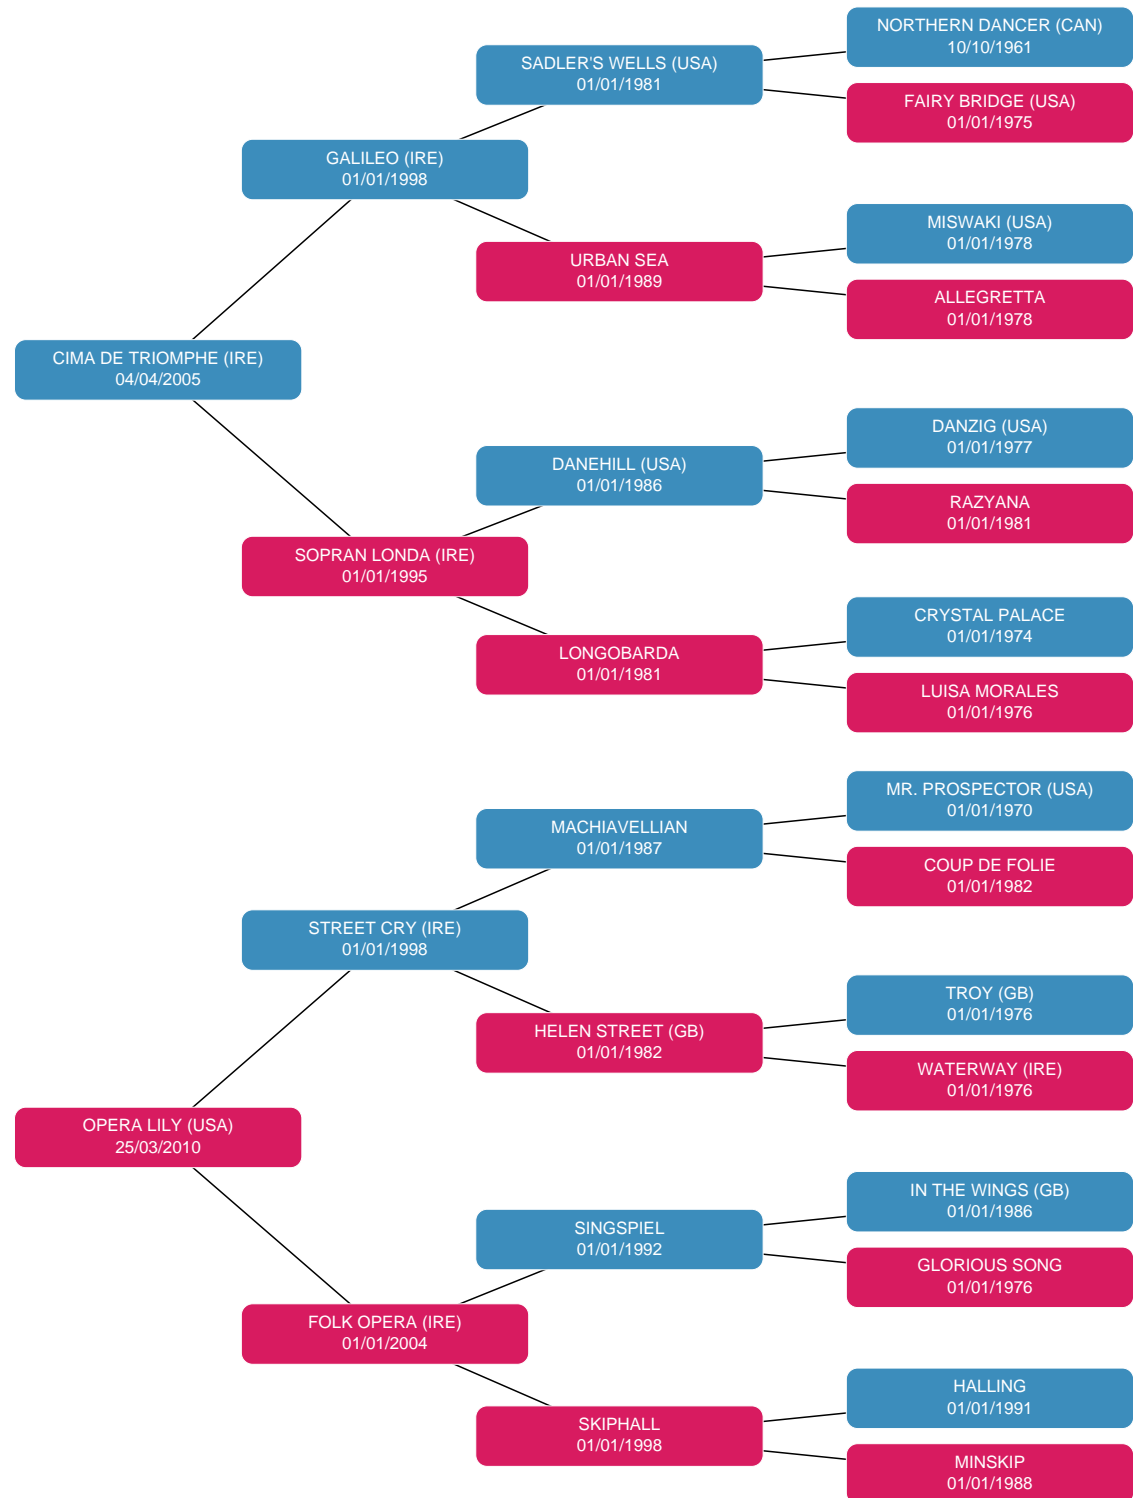 NORTHERN DANCER (CAN)
10/10/1961
SADLER'S WELLS (USA)
01/01/1981
FAIRY BRIDGE (USA)
01/01/1975
GALILEO (IRE)
01/01/1998
MISWAKI (USA)
01/01/1978
URBAN SEA
01/01/1989
ALLEGRETTA
01/01/1978
CIMA DE TRIOMPHE (IRE)
04/04/2005
DANZIG (USA)
01/01/1977
DANEHILL (USA)
01/01/1986
RAZYANA
01/01/1981
SOPRAN LONDA (IRE)
01/01/1995
CRYSTAL PALACE
01/01/1974
LONGOBARDA
01/01/1981
LUISA MORALES
01/01/1976
MR. PROSPECTOR (USA)
01/01/1970
MACHIAVELLIAN
01/01/1987
COUP DE FOLIE
01/01/1982
STREET CRY (IRE)
01/01/1998
TROY (GB)
01/01/1976
HELEN STREET (GB)
01/01/1982
WATERWAY (IRE)
01/01/1976
OPERA LILY (USA)
25/03/2010
IN THE WINGS (GB)
01/01/1986
SINGSPIEL
01/01/1992
GLORIOUS SONG
01/01/1976
FOLK OPERA (IRE)
01/01/2004
HALLING
01/01/1991
SKIPHALL
01/01/1998
MINSKIP
01/01/1988